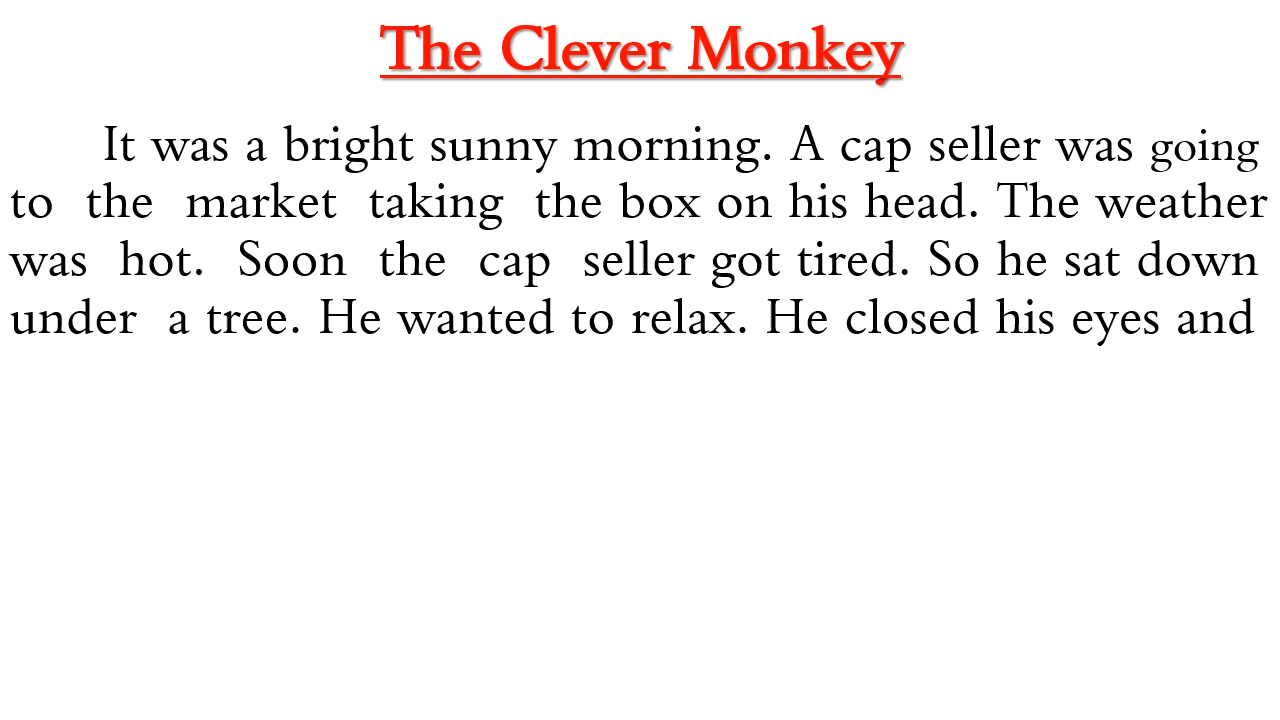 The Clever Monkey
It was a bright sunny morning. A cap seller was going
to the market taking the box on his head. The weather
was hot. Soon the cap seller got tired. So he sat down
under a tree. He wanted to relax. He closed his eyes and